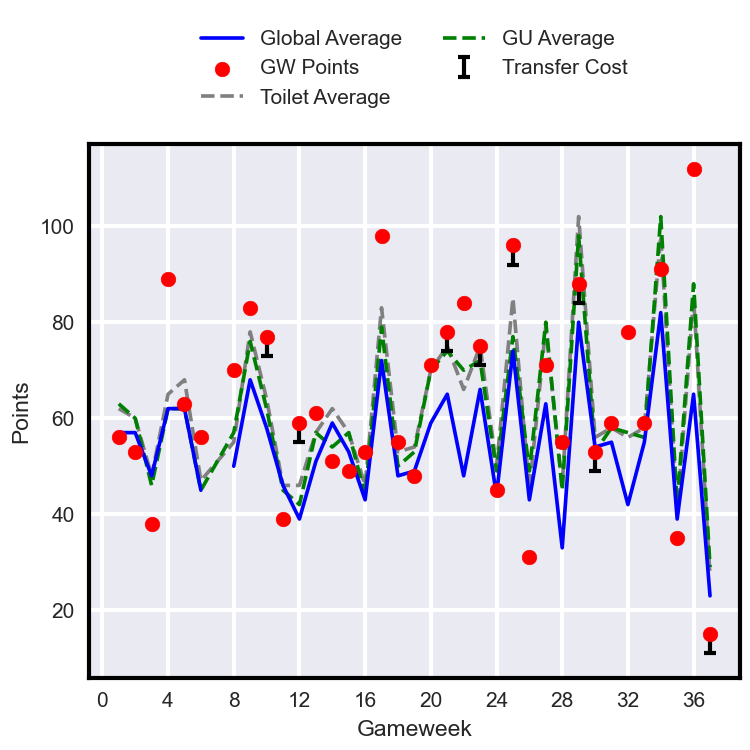 Global Average
GW Points
Toilet Average
GU Average
Transfer Cost
Points
100
80
60
40
20
0 4 8 12 16 20 24 28 32 36
Gameweek